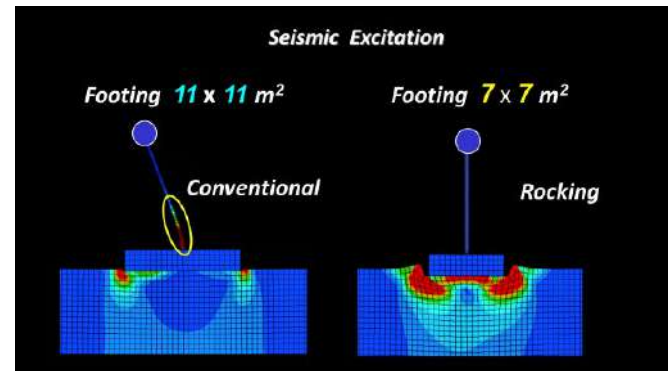 Seismic Excitation
Footing 11 x 11 m²
Footing 7 x 7 m²
Conventional
Rocking